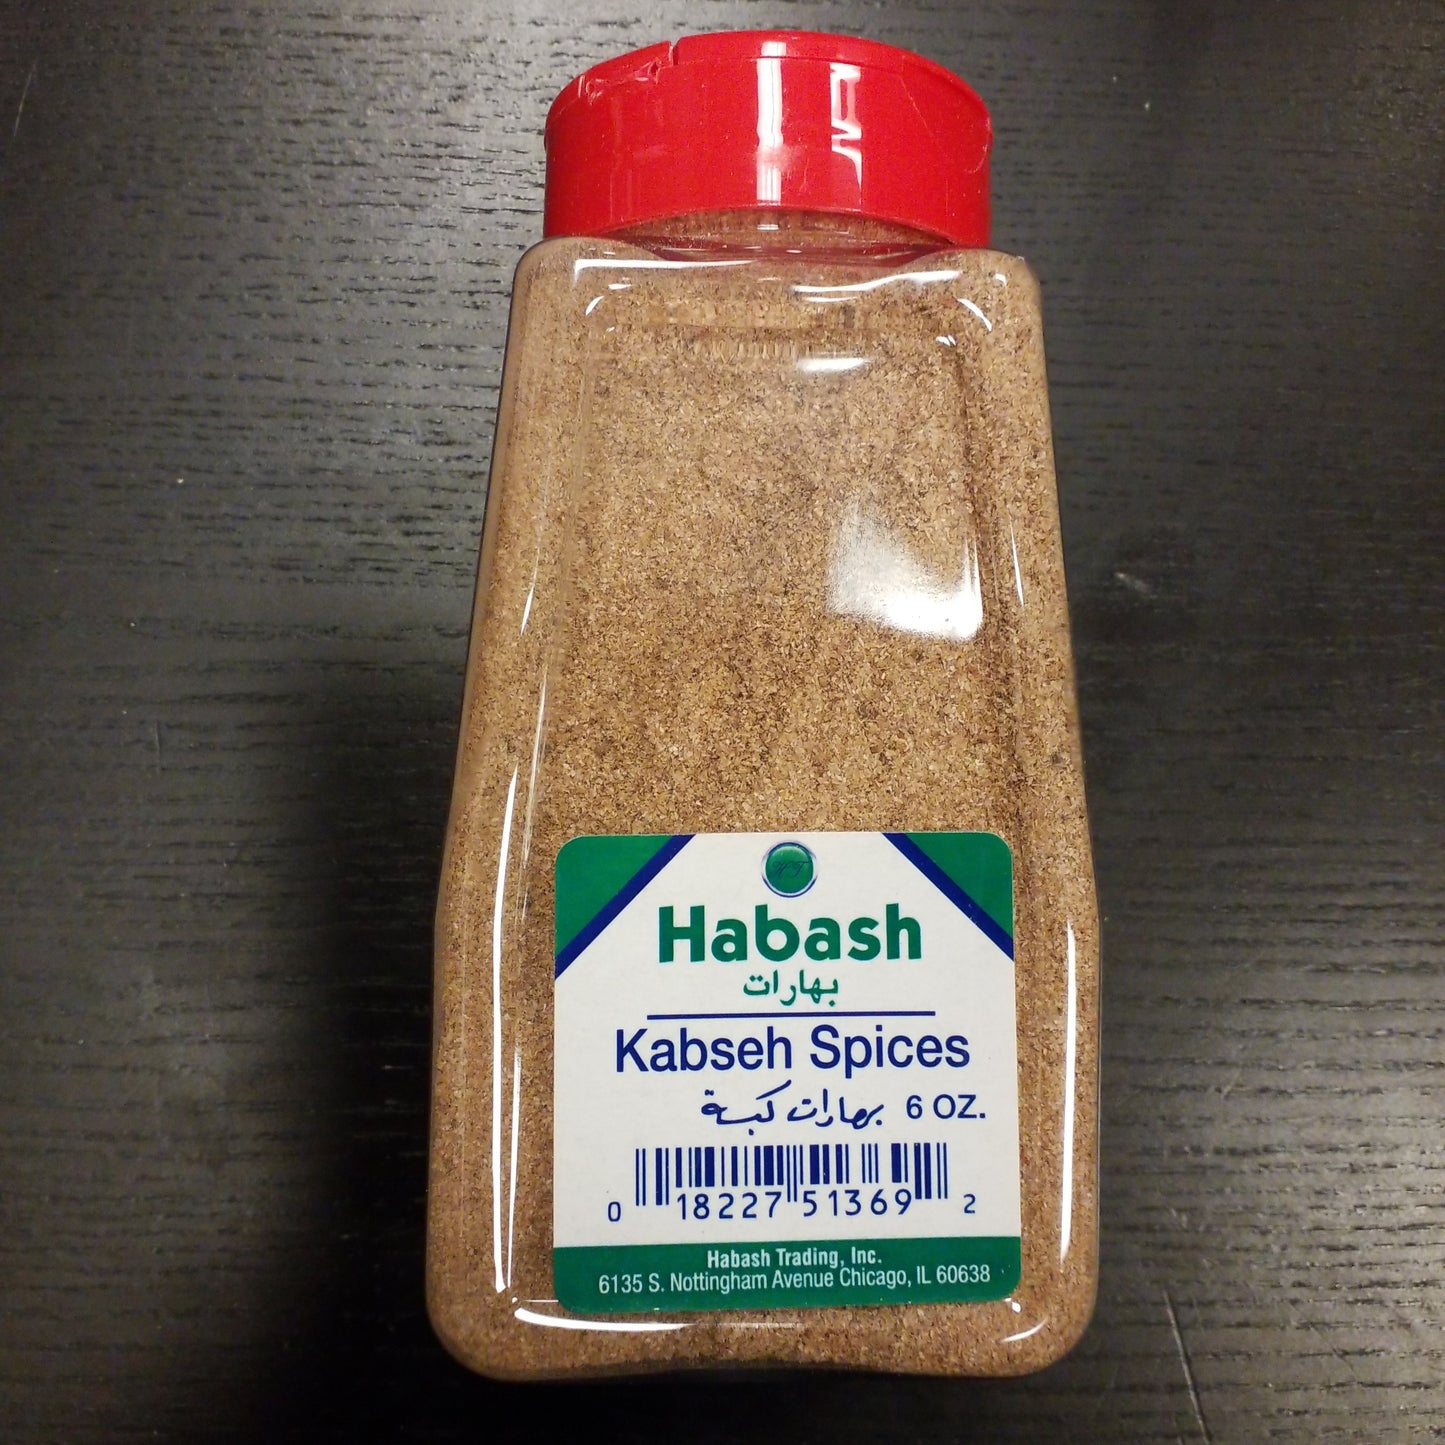 Habash
بهارات
Kabseh Spices
بهارات كبسة 6 OZ.
0 18227 51369 2
Habash Trading, Inc.
6135 S. Nottingham Avenue Chicago, IL 60638